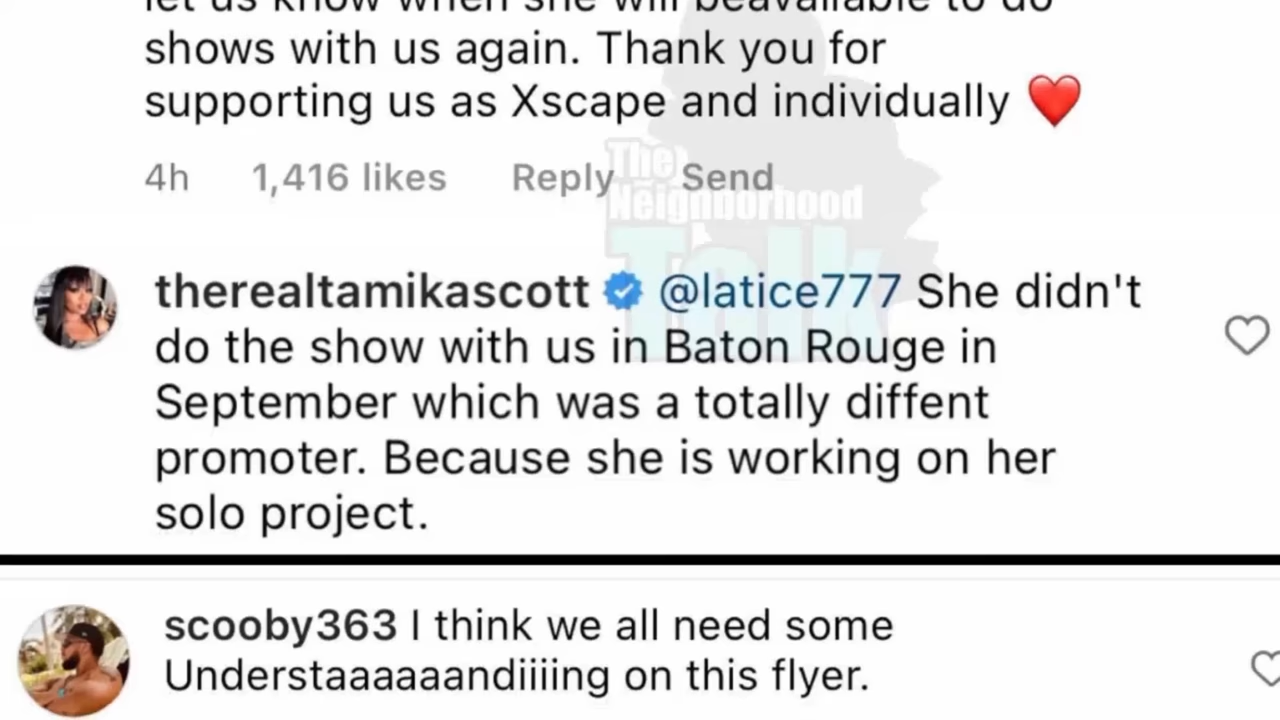 let us know when she will beavailable to do
shows with us again. Thank you for
supporting us as Xscape and individually ❤️
4h 1,416 likes Reply Send
The
Neighborhood
Talk
therealtamikascott @latice777 She didn't
do the show with us in Baton Rouge in
September which was a totally diffent
promoter. Because she is working on her
solo project.
scooby363 I think we all need some
Understaaaaaandiiiing on this flyer.